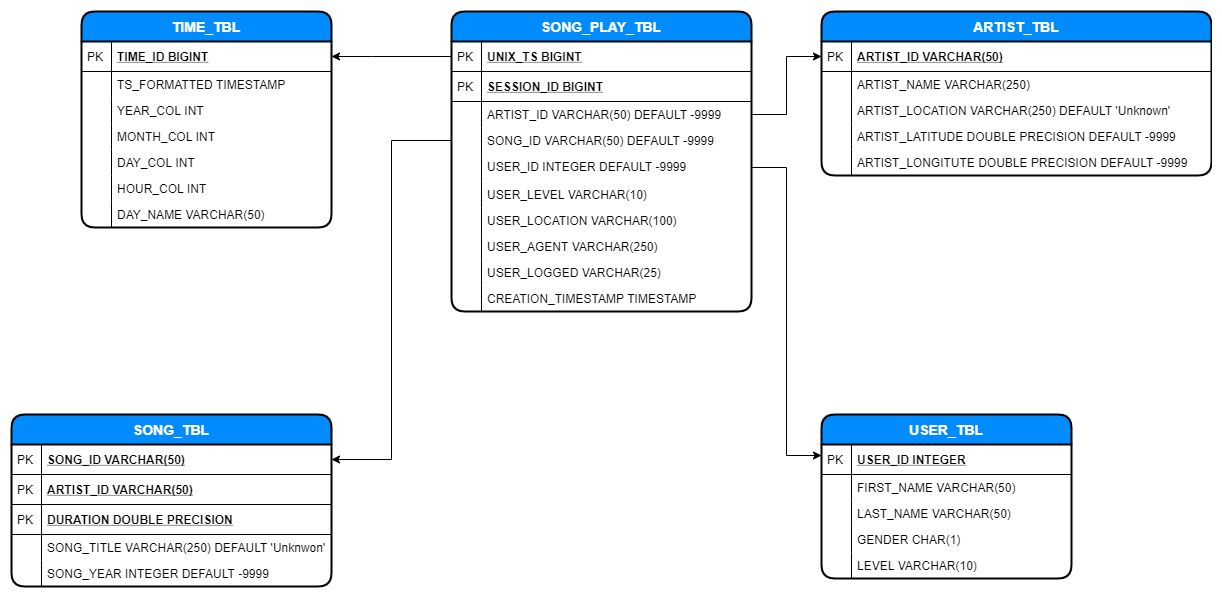 TIME_TBL
PK TIME_ID BIGINT
TS_FORMATTED TIMESTAMP
YEAR_COL INT
MONTH_COL INT
DAY_COL INT
HOUR_COL INT
DAY_NAME VARCHAR(50)
SONG_PLAY_TBL
PK UNIX_TS BIGINT
PK SESSION_ID BIGINT
ARTIST_ID VARCHAR(50) DEFAULT -9999
SONG_ID VARCHAR(50) DEFAULT -9999
USER_ID INTEGER DEFAULT -9999
USER_LEVEL VARCHAR(10)
USER_LOCATION VARCHAR(100)
USER_AGENT VARCHAR(250)
USER_LOGGED VARCHAR(25)
CREATION_TIMESTAMP TIMESTAMP
ARTIST_TBL
PK ARTIST_ID VARCHAR(50)
ARTIST_NAME VARCHAR(250)
ARTIST_LOCATION VARCHAR(250) DEFAULT 'Unknown'
ARTIST_LATITUDE DOUBLE PRECISION DEFAULT -9999
ARTIST_LONGITUTE DOUBLE PRECISION DEFAULT -9999
SONG_TBL
PK SONG_ID VARCHAR(50)
PK ARTIST_ID VARCHAR(50)
PK DURATION DOUBLE PRECISION
SONG_TITLE VARCHAR(250) DEFAULT 'Unknwon'
SONG_YEAR INTEGER DEFAULT -9999
USER_TBL
PK USER_ID INTEGER
FIRST_NAME VARCHAR(50)
LAST_NAME VARCHAR(50)
GENDER CHAR(1)
LEVEL VARCHAR(10)